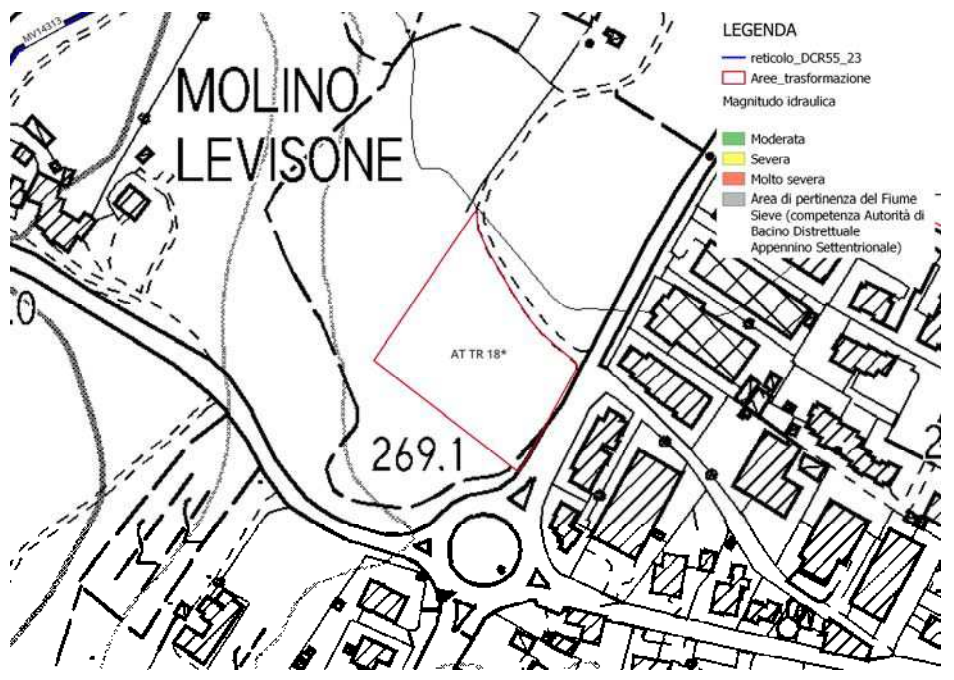 MV14313
MOLINO
LEVISONE
AT TR 18*
269.1
LEGENDA
reticolo_DCR55_23
Aree_trasformazione
Magnitudo idraulica
Moderata
Severa
Molto severa
Area di pertinenza del Fiume
Sieve (competenza Autorità di
Bacino Distrettuale
Appennino Settentrionale)